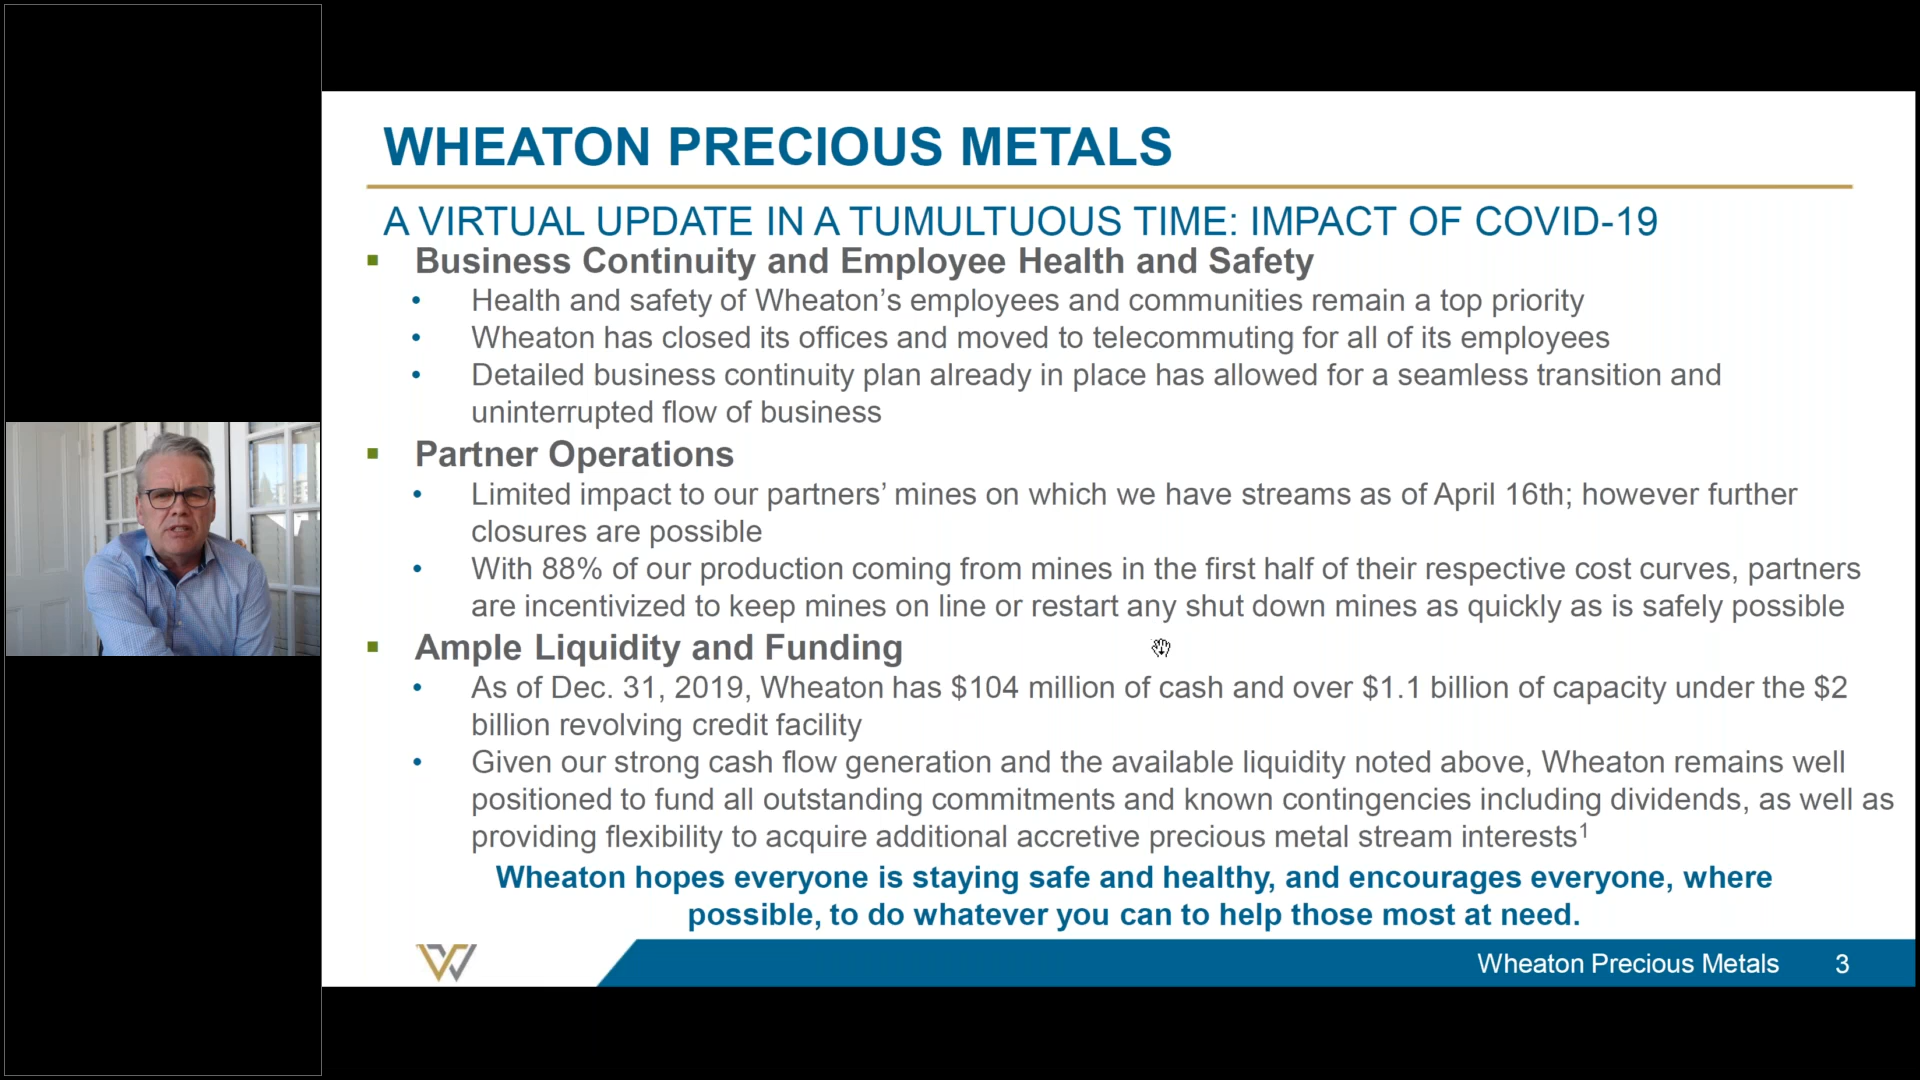 WHEATON PRECIOUS METALS
A VIRTUAL UPDATE IN A TUMULTUOUS TIME: IMPACT OF COVID-19
Business Continuity and Employee Health and Safety
Health and safety of Wheaton’s employees and communities remain a top priority
Wheaton has closed its offices and moved to telecommuting for all of its employees
Detailed business continuity plan already in place has allowed for a seamless transition and
uninterrupted flow of business
Partner Operations
Limited impact to our partners’ mines on which we have streams as of April 16th; however further
closures are possible
With 88% of our production coming from mines in the first half of their respective cost curves, partners
are incentivized to keep mines on line or restart any shut down mines as quickly as is safely possible
Ample Liquidity and Funding
As of Dec. 31, 2019, Wheaton has $104 million of cash and over $1.1 billion of capacity under the $2
billion revolving credit facility
Given our strong cash flow generation and the available liquidity noted above, Wheaton remains well
positioned to fund all outstanding commitments and known contingencies including dividends, as well as
providing flexibility to acquire additional accretive precious metal stream interests¹
Wheaton hopes everyone is staying safe and healthy, and encourages everyone, where
possible, to do whatever you can to help those most at need.
Wheaton Precious Metals 3